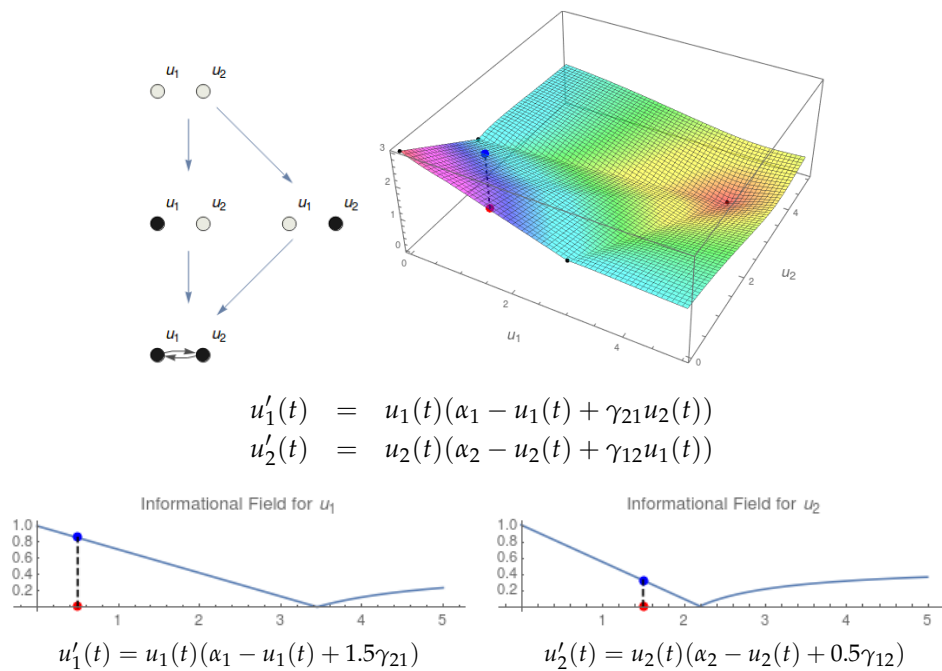 u₁ u₂
u₁ u₂ u₁ u₂
u₁ u₂
3
2
1
0
0
2
4
u₁
0
2
4
u₂
u′₁(t) = u₁(t)(α₁ − u₁(t) + γ₂₁u₂(t))
u′₂(t) = u₂(t)(α₂ − u₂(t) + γ₁₂u₁(t))
Informational Field for u₁
1.0
0.8
0.6
0.4
0.2
1 2 3 4 5
u′₁(t) = u₁(t)(α₁ − u₁(t) + 1.5γ₂₁)
Informational Field for u₂
1.0
0.8
0.6
0.4
0.2
1 2 3 4 5
u′₂(t) = u₂(t)(α₂ − u₂(t) + 0.5γ₁₂)